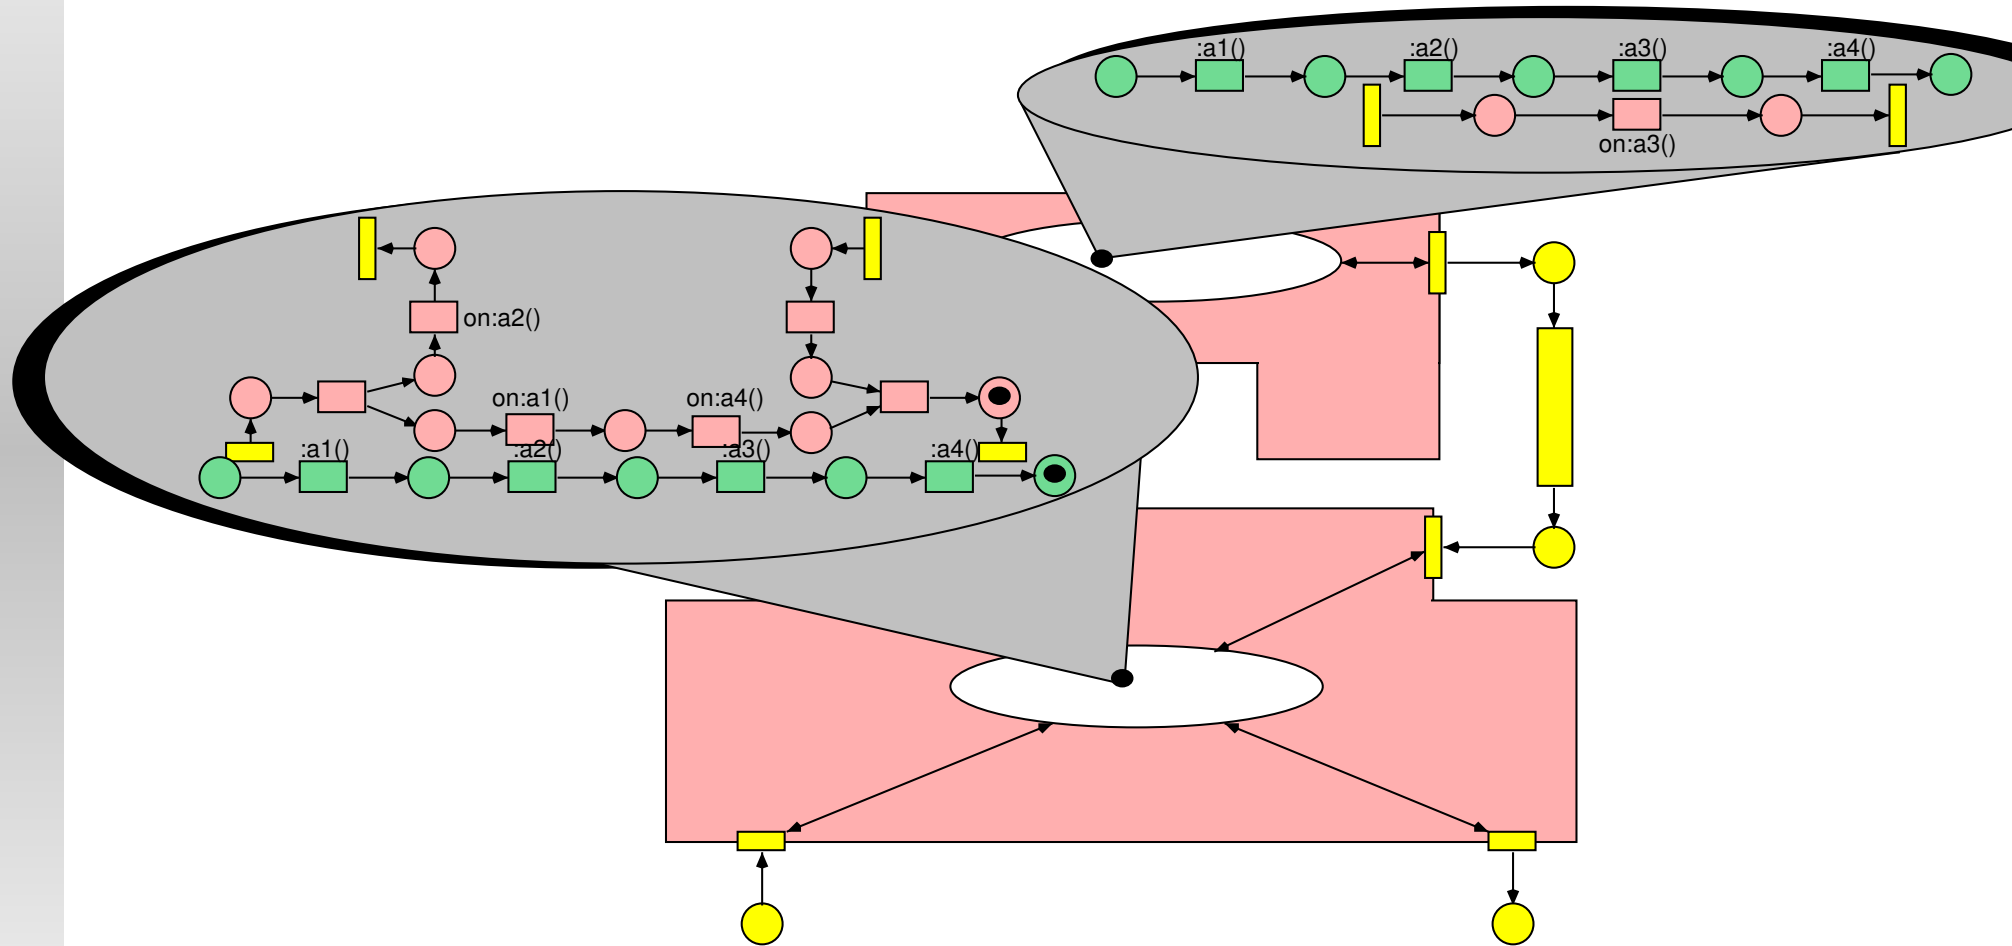 :a1()
:a2()
:a3()
:a4()
on:a3()
on:a2()
on:a1()
on:a4()
:a1()
:a2()
:a3()
:a4()